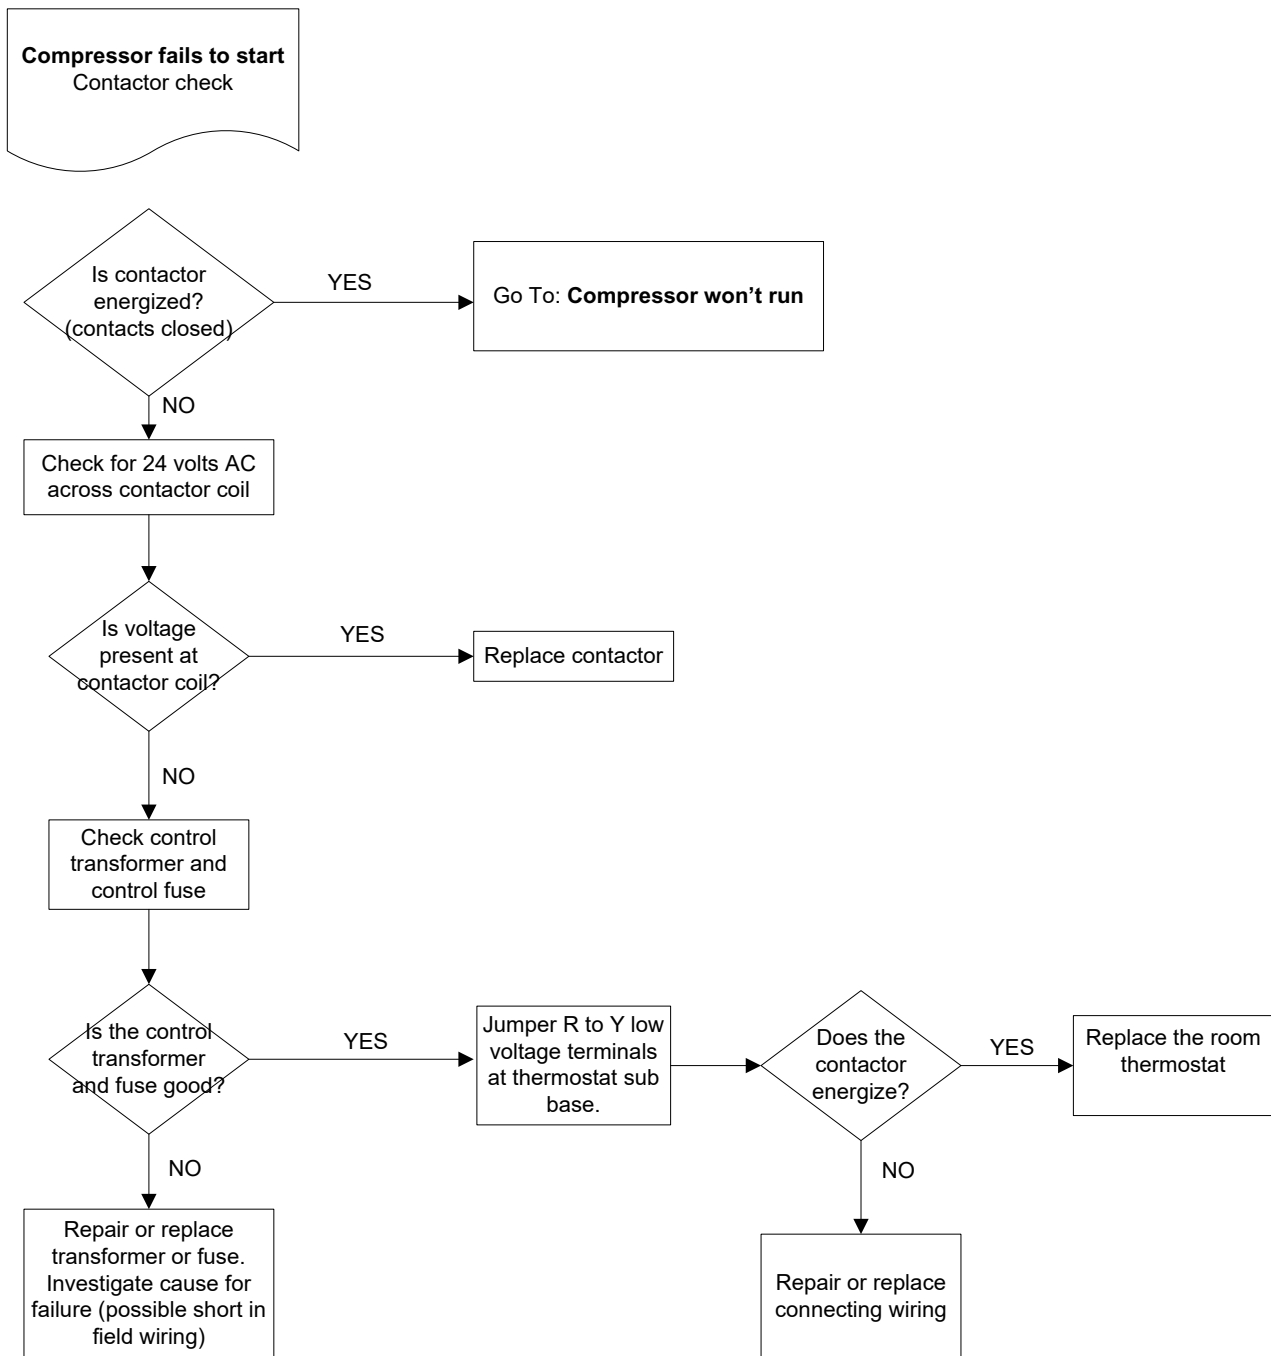 Compressor fails to start
Contactor check
Is contactor
energized?
(contacts closed)
YES
Go To: Compressor won't run
NO
Check for 24 volts AC
across contactor coil
Is voltage
present at
contactor coil?
YES
Replace contactor
NO
Check control
transformer and
control fuse
Is the control
transformer
and fuse good?
YES
Jumper R to Y low
voltage terminals
at thermostat sub
base.
Does the
contactor
energize?
YES
Replace the room
thermostat
NO
Repair or replace
transformer or fuse.
Investigate cause for
failure (possible short in
field wiring)
NO
Repair or replace
connecting wiring